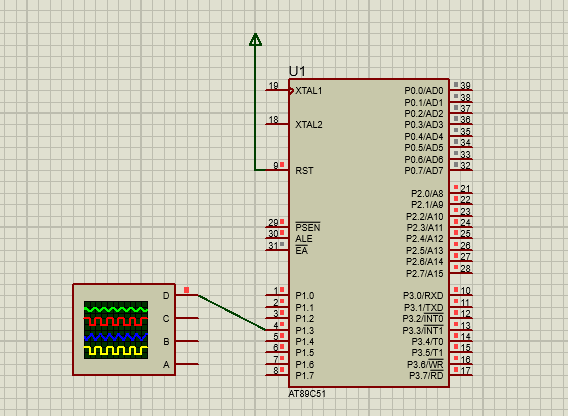 U1
19 XTAL1 P0.0/AD0 39
P0.1/AD1 38
P0.2/AD2 37
18 XTAL2 P0.3/AD3 36
P0.4/AD4 35
P0.5/AD5 34
P0.6/AD6 33
9 RST P0.7/AD7 32
P2.0/A8 21
P2.1/A9 22
P2.2/A10 23
29 PSEN P2.3/A11 24
30 ALE P2.4/A12 25
31 EA P2.5/A13 26
P2.6/A14 27
P2.7/A15 28
D 1 P1.0 P3.0/RXD 10
2 P1.1 P3.1/TXD 11
C 3 P1.2 P3.2/INT0 12
4 P1.3 P3.3/INT1 13
B 5 P1.4 P3.4/T0 14
6 P1.5 P3.5/T1 15
A 7 P1.6 P3.6/WR 16
8 P1.7 P3.7/RD 17
AT89C51